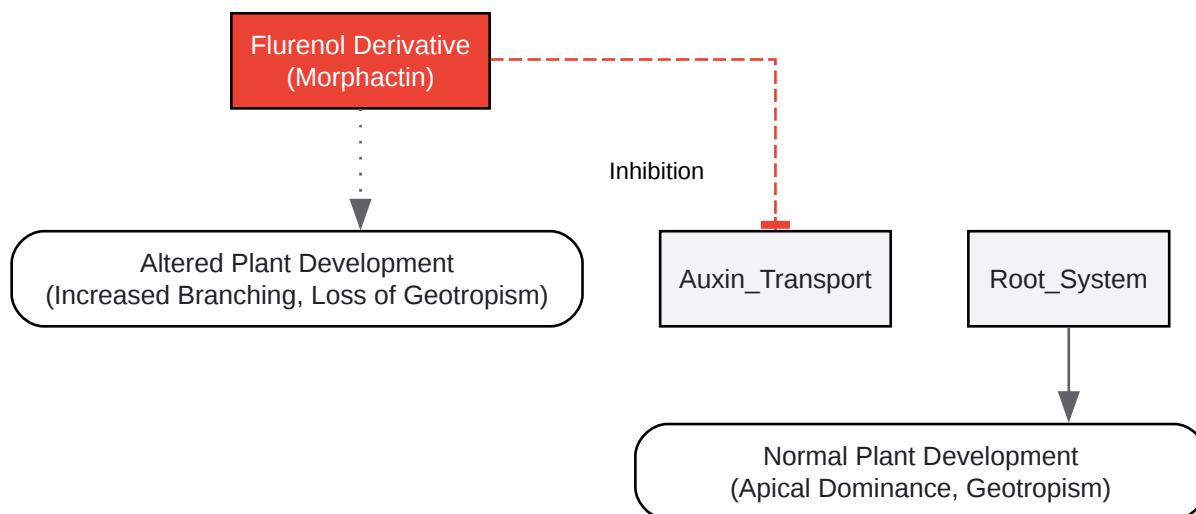 Flurenol Derivative
(Morphactin)
Inhibition
Altered Plant Development
(Increased Branching, Loss of Geotropism)
Auxin_Transport
Root_System
Normal Plant Development
(Apical Dominance, Geotropism)